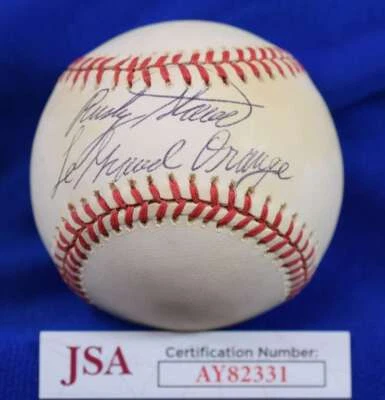 Rusty Staub
Le Grand Orange
JSA
Certification Number:
AY82331